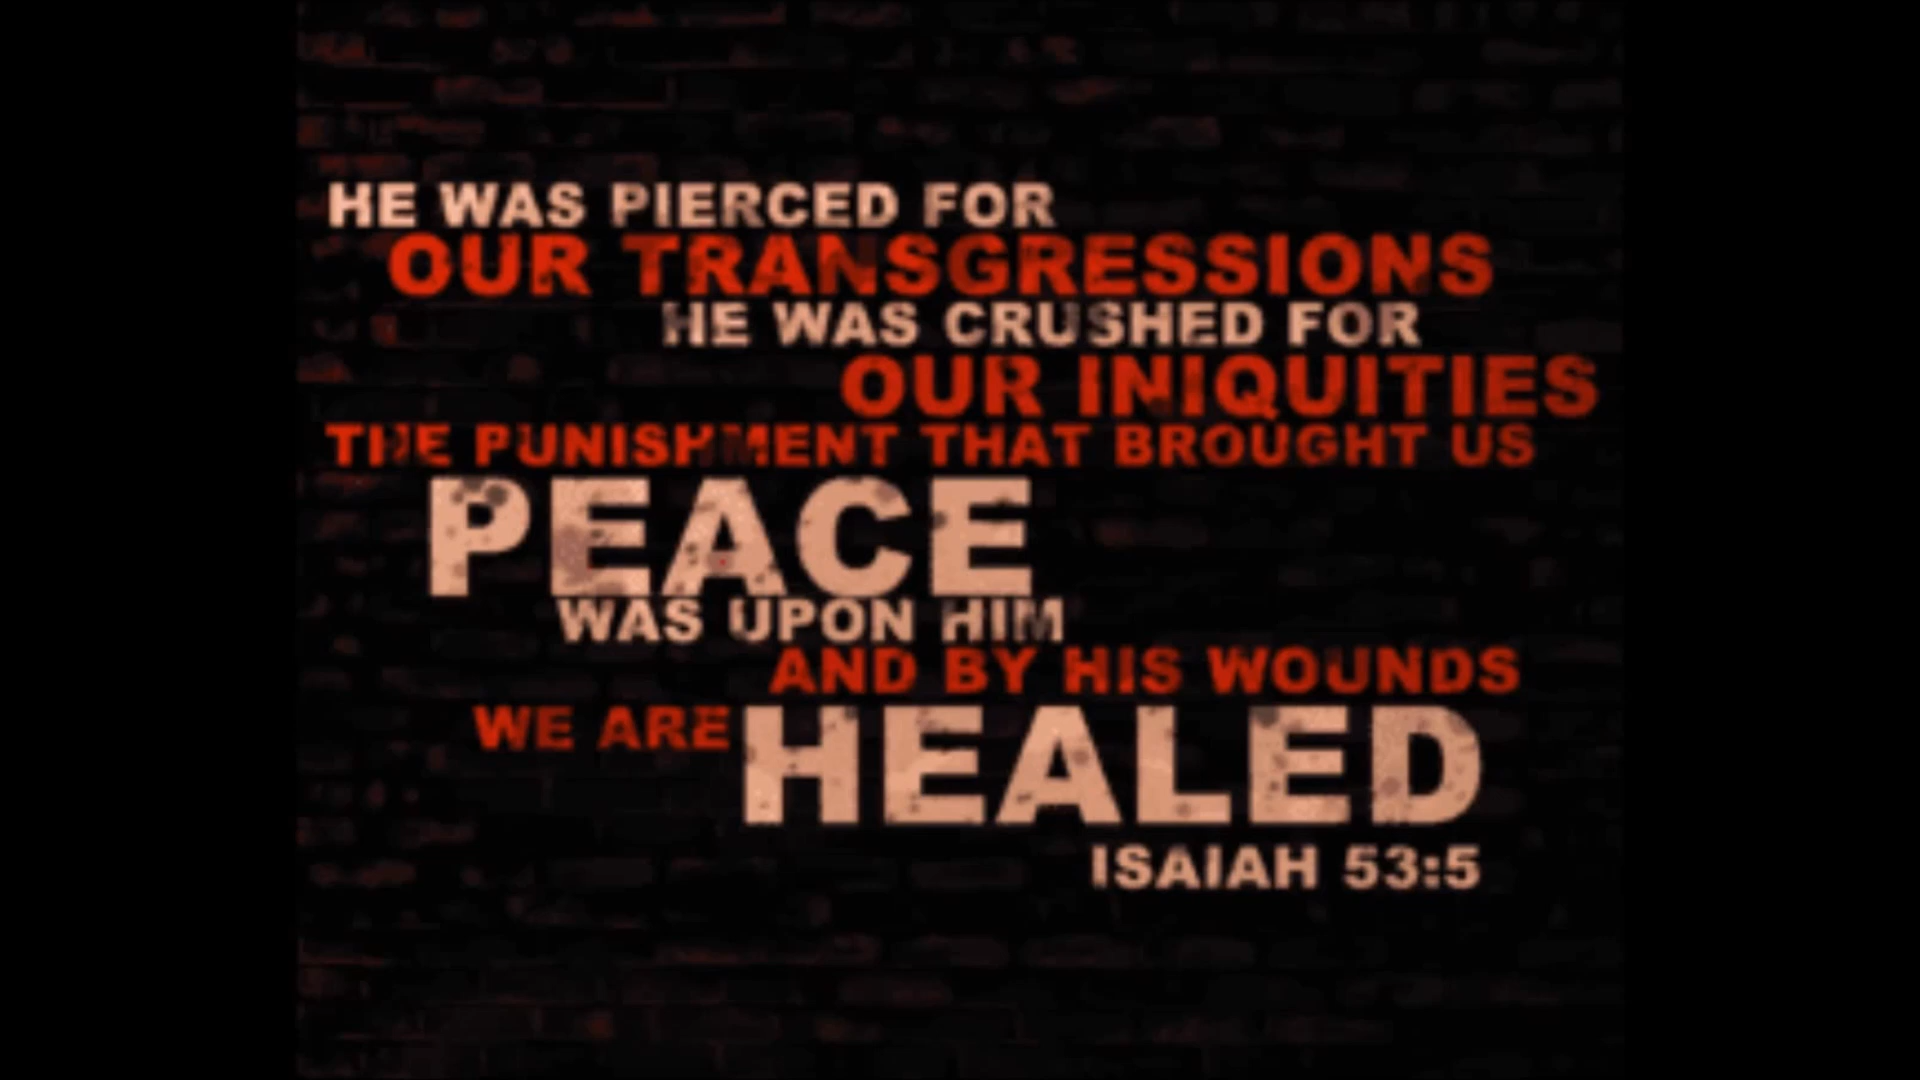 HE WAS PIERCED FOR
OUR TRANSGRESSIONS
HE WAS CRUSHED FOR
OUR INIQUITIES
THE PUNISHMENT THAT BROUGHT US
PEACE
WAS UPON HIM
AND BY HIS WOUNDS
WE ARE HEALED
ISAIAH 53:5